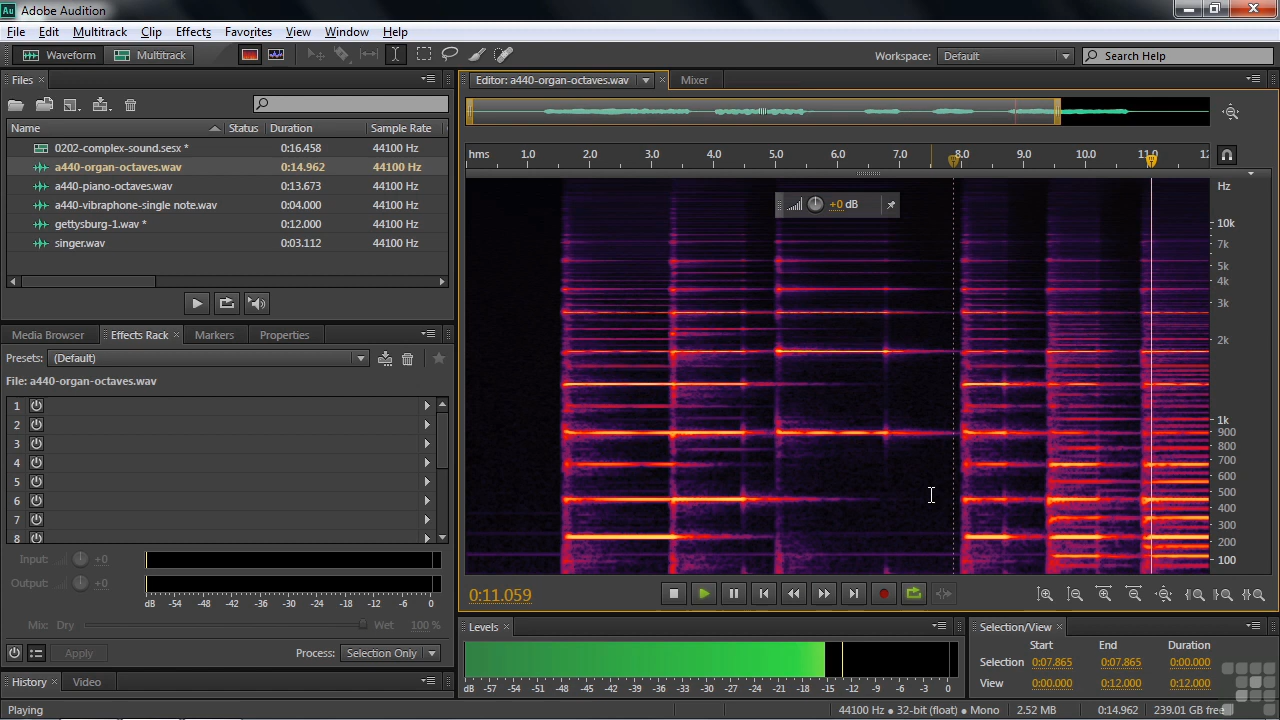 Au Adobe Audition
File Edit Multitrack Clip Effects Favorites View Window Help
Waveform Multitrack Workspace: Default Search Help
Files Editor: a440-organ-octaves.wav Mixer
Name Status Duration Sample Rate
0202-complex-sound.sesx * 0:16.458 44100 Hz
a440-organ-octaves.wav 0:14.962 44100 Hz
a440-piano-octaves.wav 0:13.673 44100 Hz
a440-vibraphone-single note.wav 0:04.000 44100 Hz
gettysburg-1.wav * 0:12.000 44100 Hz
singer.wav 0:03.112 44100 Hz
hms 1.0 2.0 3.0 4.0 5.0 6.0 7.0 8.0 9.0 10.0 11.0 12
+0 dB
Hz
10k
7k
5k
4k
3k
2k
1k
900
800
700
600
500
400
300
200
100
Media Browser Effects Rack Markers Properties
Presets: (Default)
File: a440-organ-octaves.wav
1
2
3
4
5
6
7
8
Input: +0
Output: +0
dB -54 -48 -42 -36 -30 -24 -18 -12 -6 0
Mix: Dry Wet 100 %
Apply Process: Selection Only
History Video
Playing
0:11.059
Levels
dB -57 -54 -51 -48 -45 -42 -39 -36 -33 -30 -27 -24 -21 -18 -15 -12 -9 -6 -3 0
Selection/View
Start End Duration
Selection 0:07.865 0:07.865 0:00.000
View 0:00.000 0:12.000 0:12.000
44100 Hz ● 32-bit (float) ● Mono 2.52 MB 0:14.962 239.01 GB free